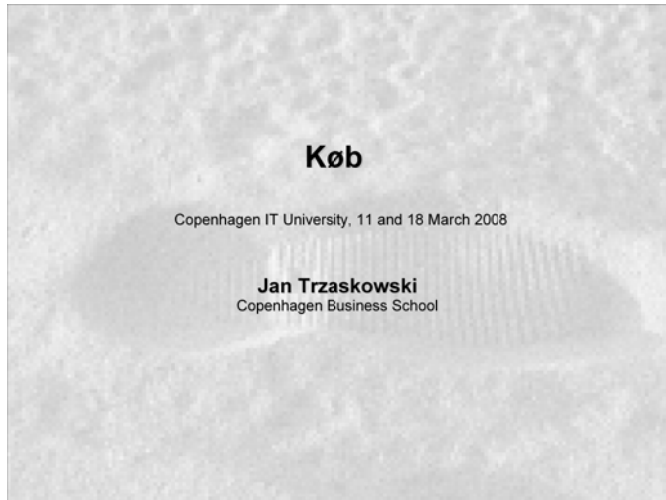 Køb
Copenhagen IT University, 11 and 18 March 2008
Jan Trzaskowski
Copenhagen Business School